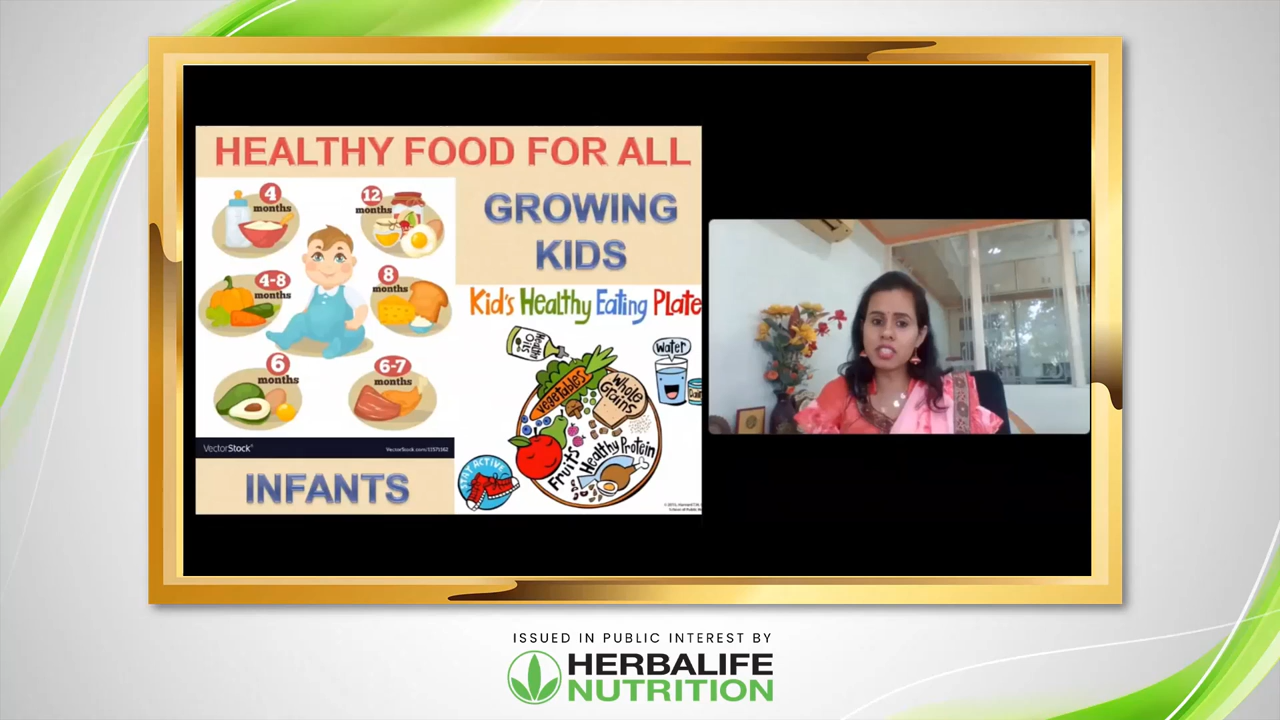 HEALTHY FOOD FOR ALL
4
months
12
months
4-8
months
8
months
6
months
6-7
months
VectorStock®
INFANTS
GROWING
KIDS
Kid's Healthy Eating Plate
Healthy
Oils
Water
Vegetables
Whole
Grains
Fruits
Healthy Protein
STAY ACTIVE!
ISSUED IN PUBLIC INTEREST BY
HERBALIFE
NUTRITION